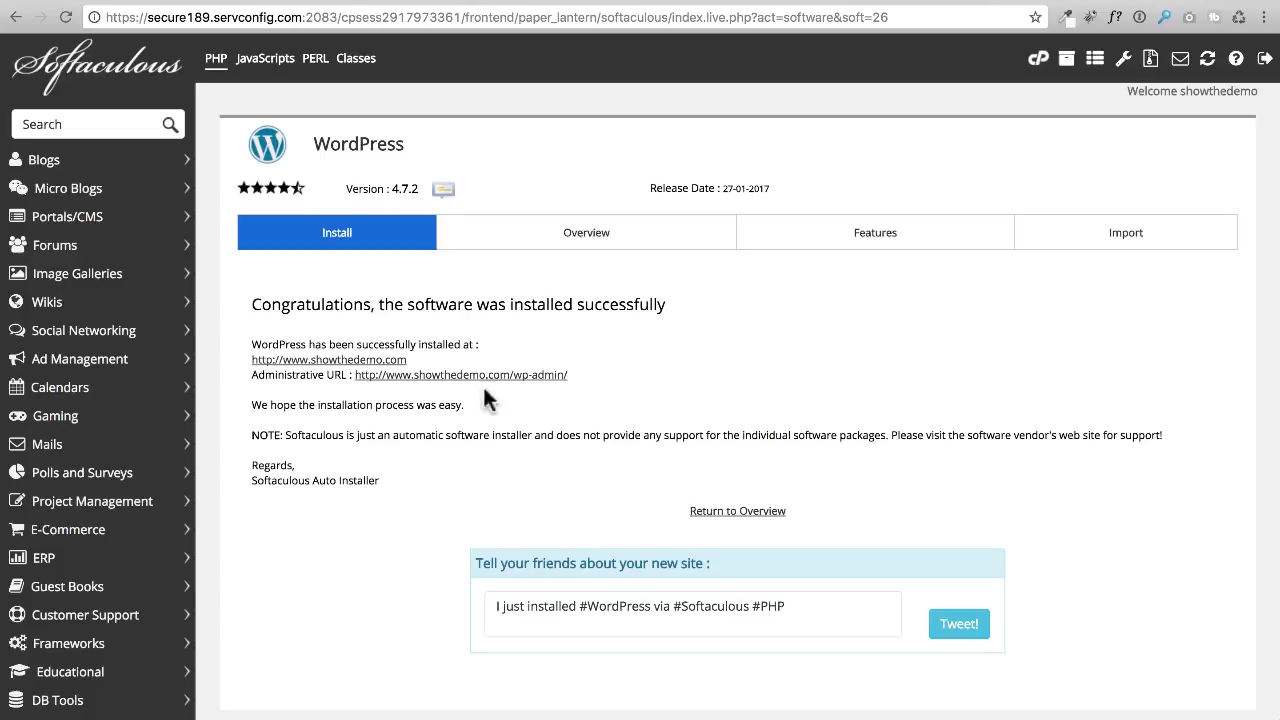 https://secure189.servconfig.com:2083/cpsess2917973361/frontend/paper_lantern/softaculous/index.live.php?act=software&soft=26
Softaculous
PHP JavaScripts PERL Classes
Welcome showthedemo
Search
Blogs
Micro Blogs
Portals/CMS
Forums
Image Galleries
Wikis
Social Networking
Ad Management
Calendars
Gaming
Mails
Polls and Surveys
Project Management
E-Commerce
ERP
Guest Books
Customer Support
Frameworks
Educational
DB Tools
WordPress
Version : 4.7.2
Release Date : 27-01-2017
Install Overview Features Import
Congratulations, the software was installed successfully
WordPress has been successfully installed at :
http://www.showthedemo.com
Administrative URL : http://www.showthedemo.com/wp-admin/
We hope the installation process was easy.
NOTE: Softaculous is just an automatic software installer and does not provide any support for the individual software packages. Please visit the software vendor's web site for support!
Regards,
Softaculous Auto Installer
Return to Overview
Tell your friends about your new site :
I just installed #WordPress via #Softaculous #PHP
Tweet!